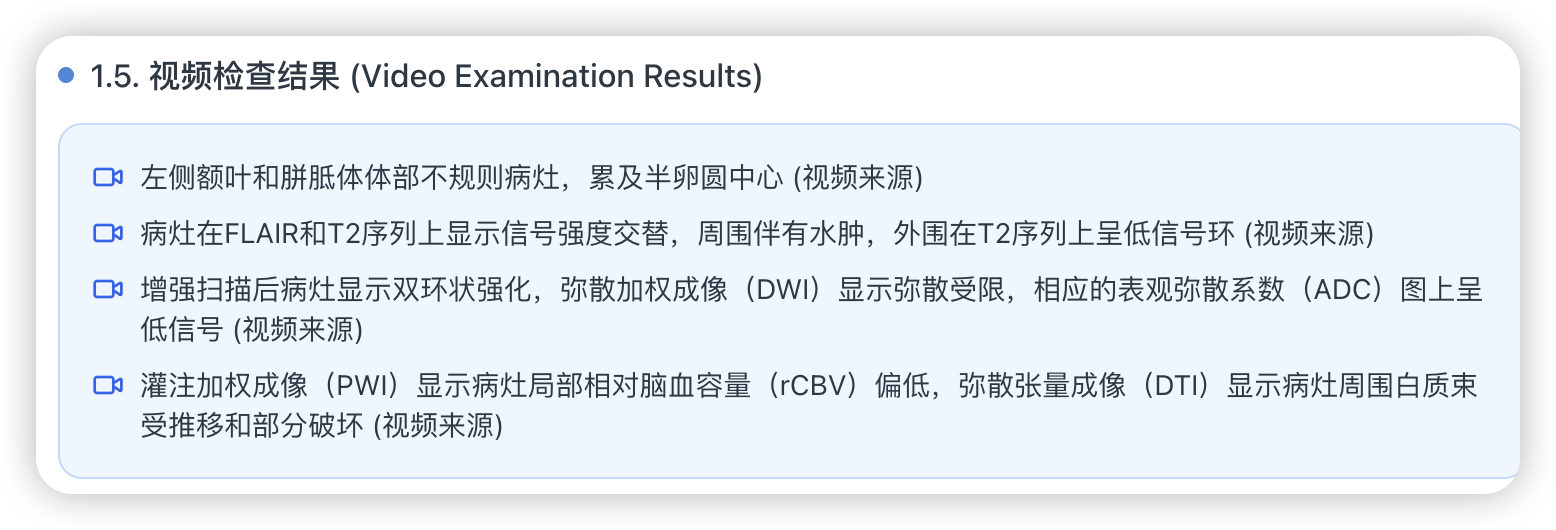 1.5. 视频检查结果 (Video Examination Results)
左侧额叶和胼胝体体部不规则病灶，累及半卵圆中心 (视频来源)
病灶在FLAIR和T2序列上显示信号强度交替，周围伴有水肿，外围在T2序列上呈低信号环 (视频来源)
增强扫描后病灶显示双环状强化，弥散加权成像（DWI）显示弥散受限，相应的表观弥散系数（ADC）图上呈
低信号 (视频来源)
灌注加权成像（PWI）显示病灶局部相对脑血容量（rCBV）偏低，弥散张量成像（DTI）显示病灶周围白质束
受推移和部分破坏 (视频来源)